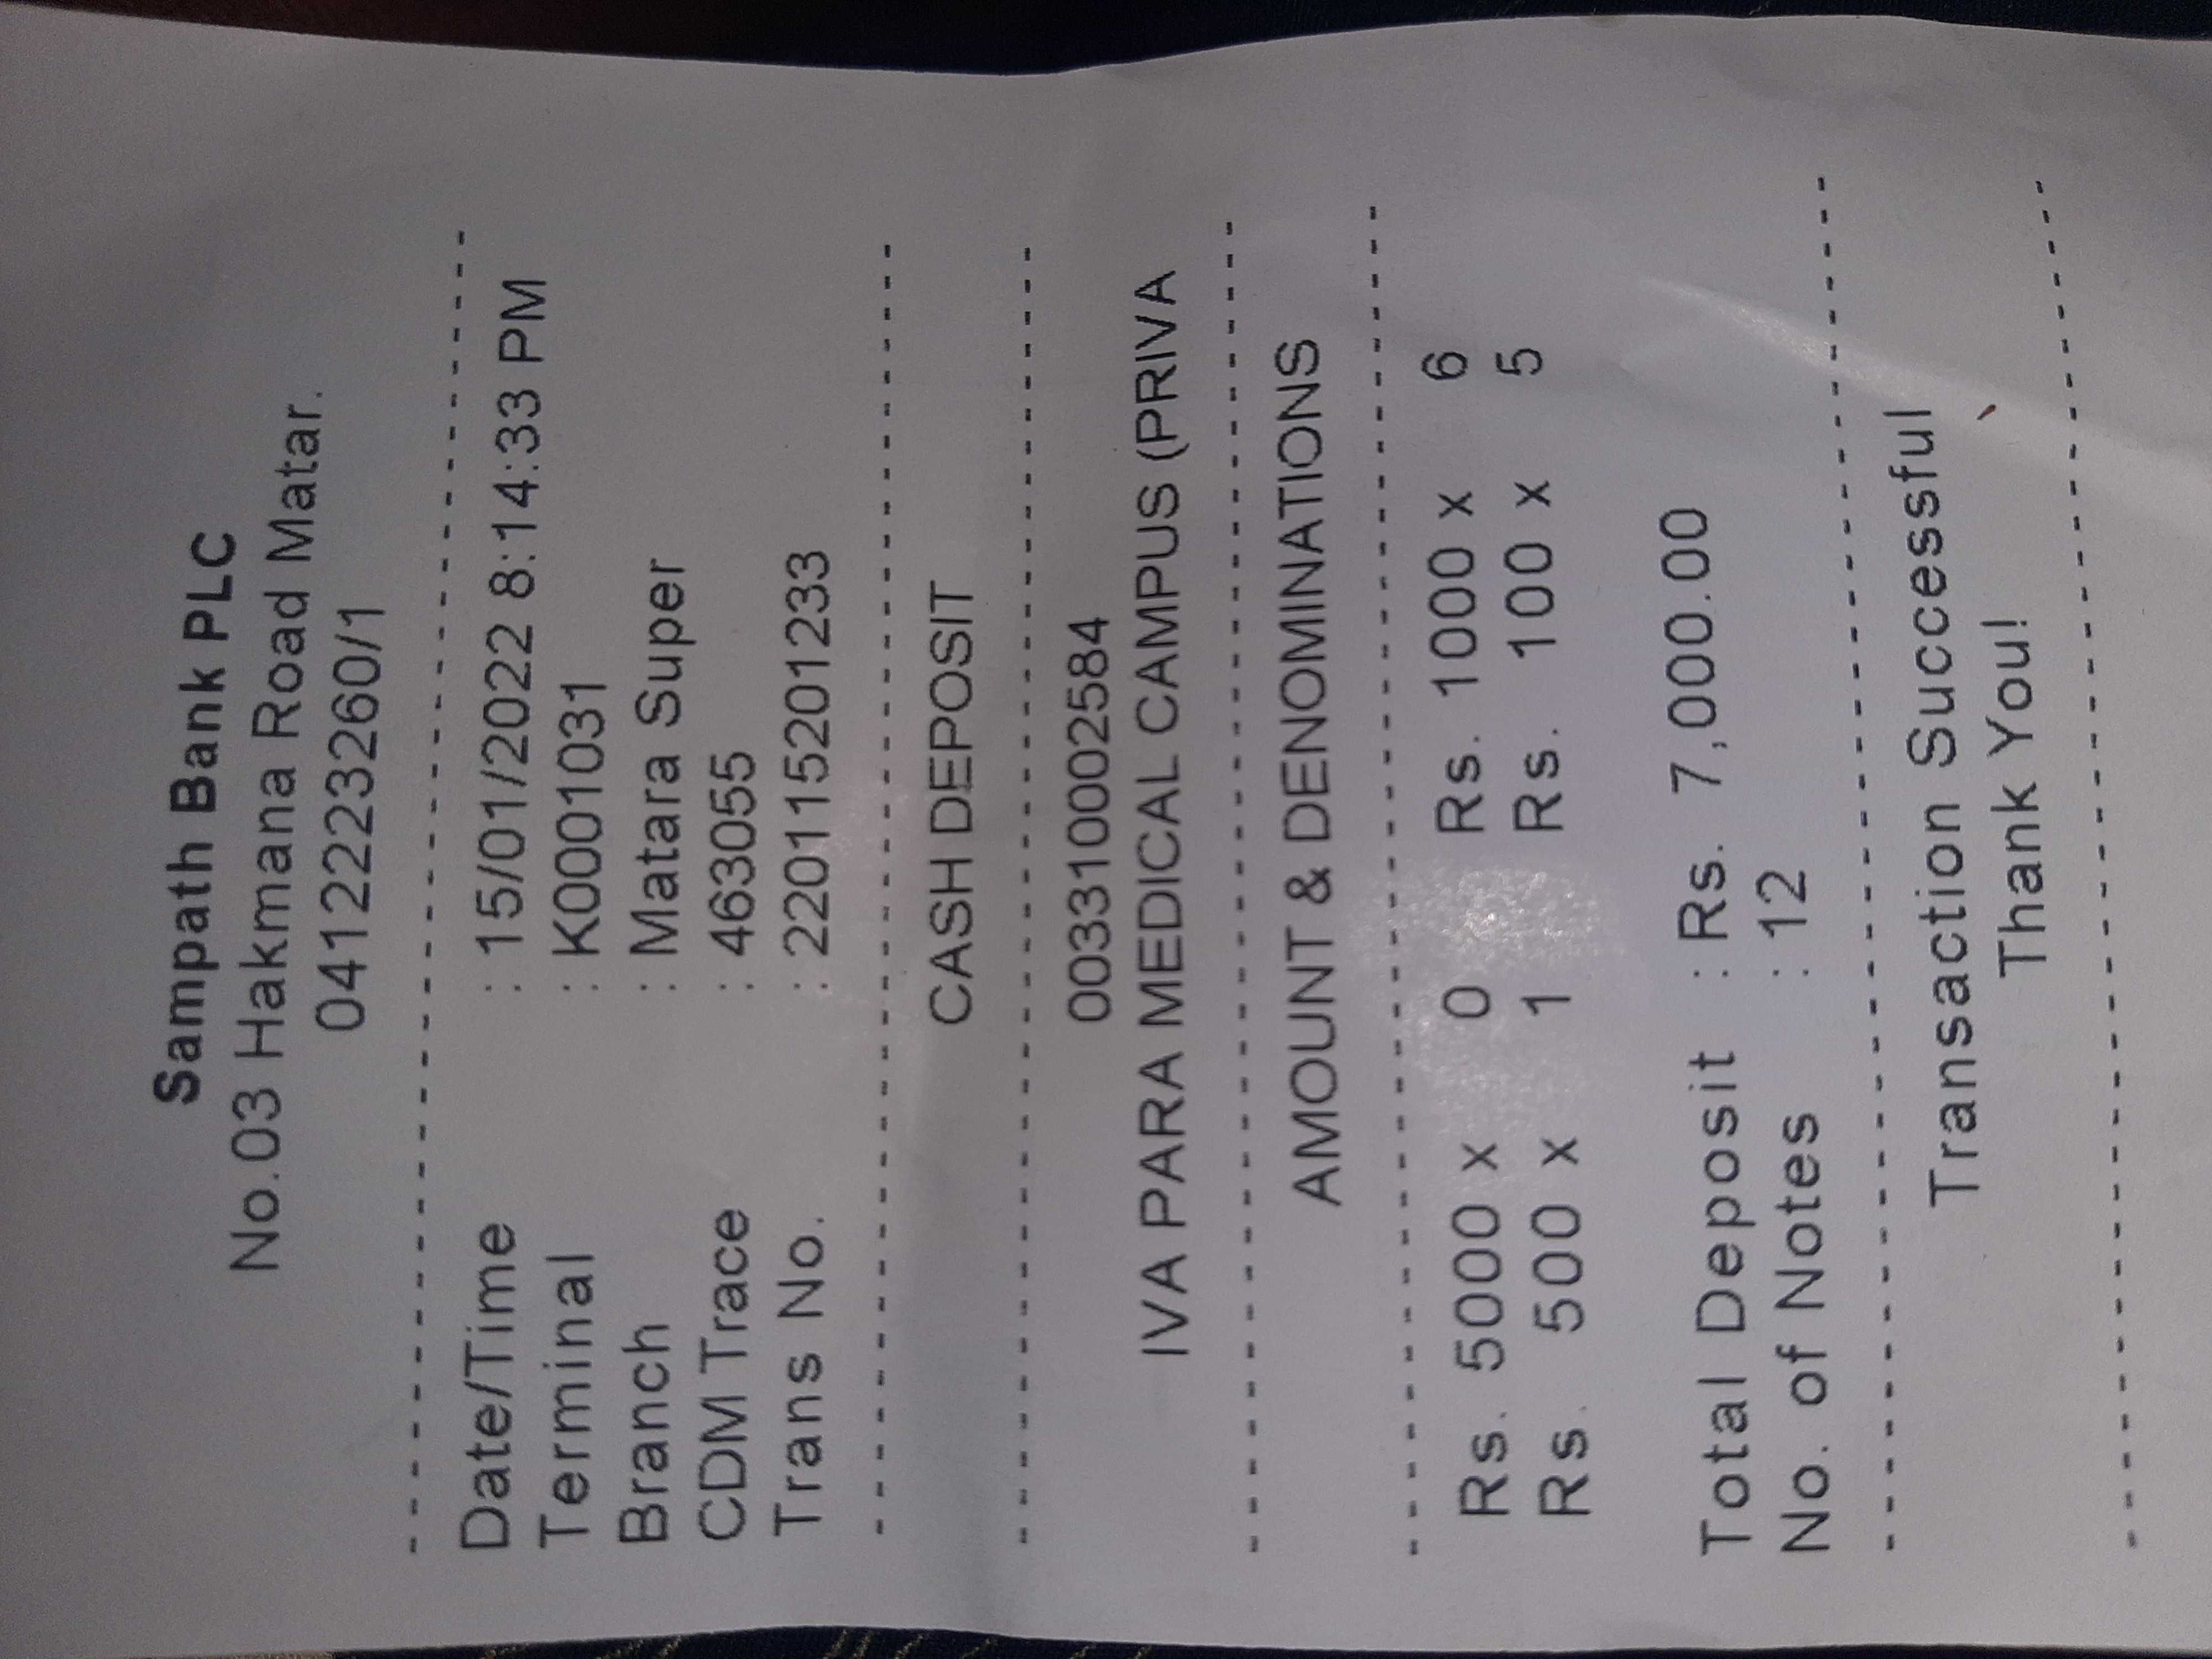 Sampath Bank PLC
No.03 Hakmana Road Matar.
0412223260/1
Date/Time : 15/01/2022 8:14:33 PM
Terminal : K0001031
Branch : Matara Super
CDM Trace : 463055
Trans No. : 220115201233
CASH DEPOSIT
003310002584
IVA PARA MEDICAL CAMPUS (PRIVA
AMOUNT & DENOMINATIONS
Rs. 5000 x 0 Rs. 1000 x 6
Rs. 500 x 1 Rs. 100 x 5
Total Deposit : Rs. 7,000.00
No. of Notes : 12
Transaction Successful
Thank You!